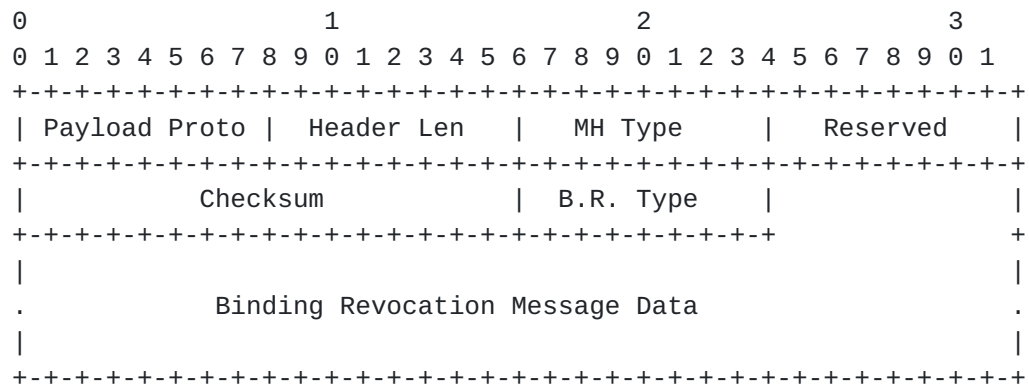 0                   1                   2                   3
0 1 2 3 4 5 6 7 8 9 0 1 2 3 4 5 6 7 8 9 0 1 2 3 4 5 6 7 8 9 0 1
+-+-+-+-+-+-+-+-+-+-+-+-+-+-+-+-+-+-+-+-+-+-+-+-+-+-+-+-+-+-+-+-+
| Payload Proto |  Header Len   |   MH Type     |   Reserved    |
+-+-+-+-+-+-+-+-+-+-+-+-+-+-+-+-+-+-+-+-+-+-+-+-+-+-+-+-+-+-+-+-+
|           Checksum            |  B.R. Type    |               |
+-+-+-+-+-+-+-+-+-+-+-+-+-+-+-+-+-+-+-+-+-+-+-+-+               +
|                                                               |
.            Binding Revocation Message Data                    .
|                                                               |
+-+-+-+-+-+-+-+-+-+-+-+-+-+-+-+-+-+-+-+-+-+-+-+-+-+-+-+-+-+-+-+-+